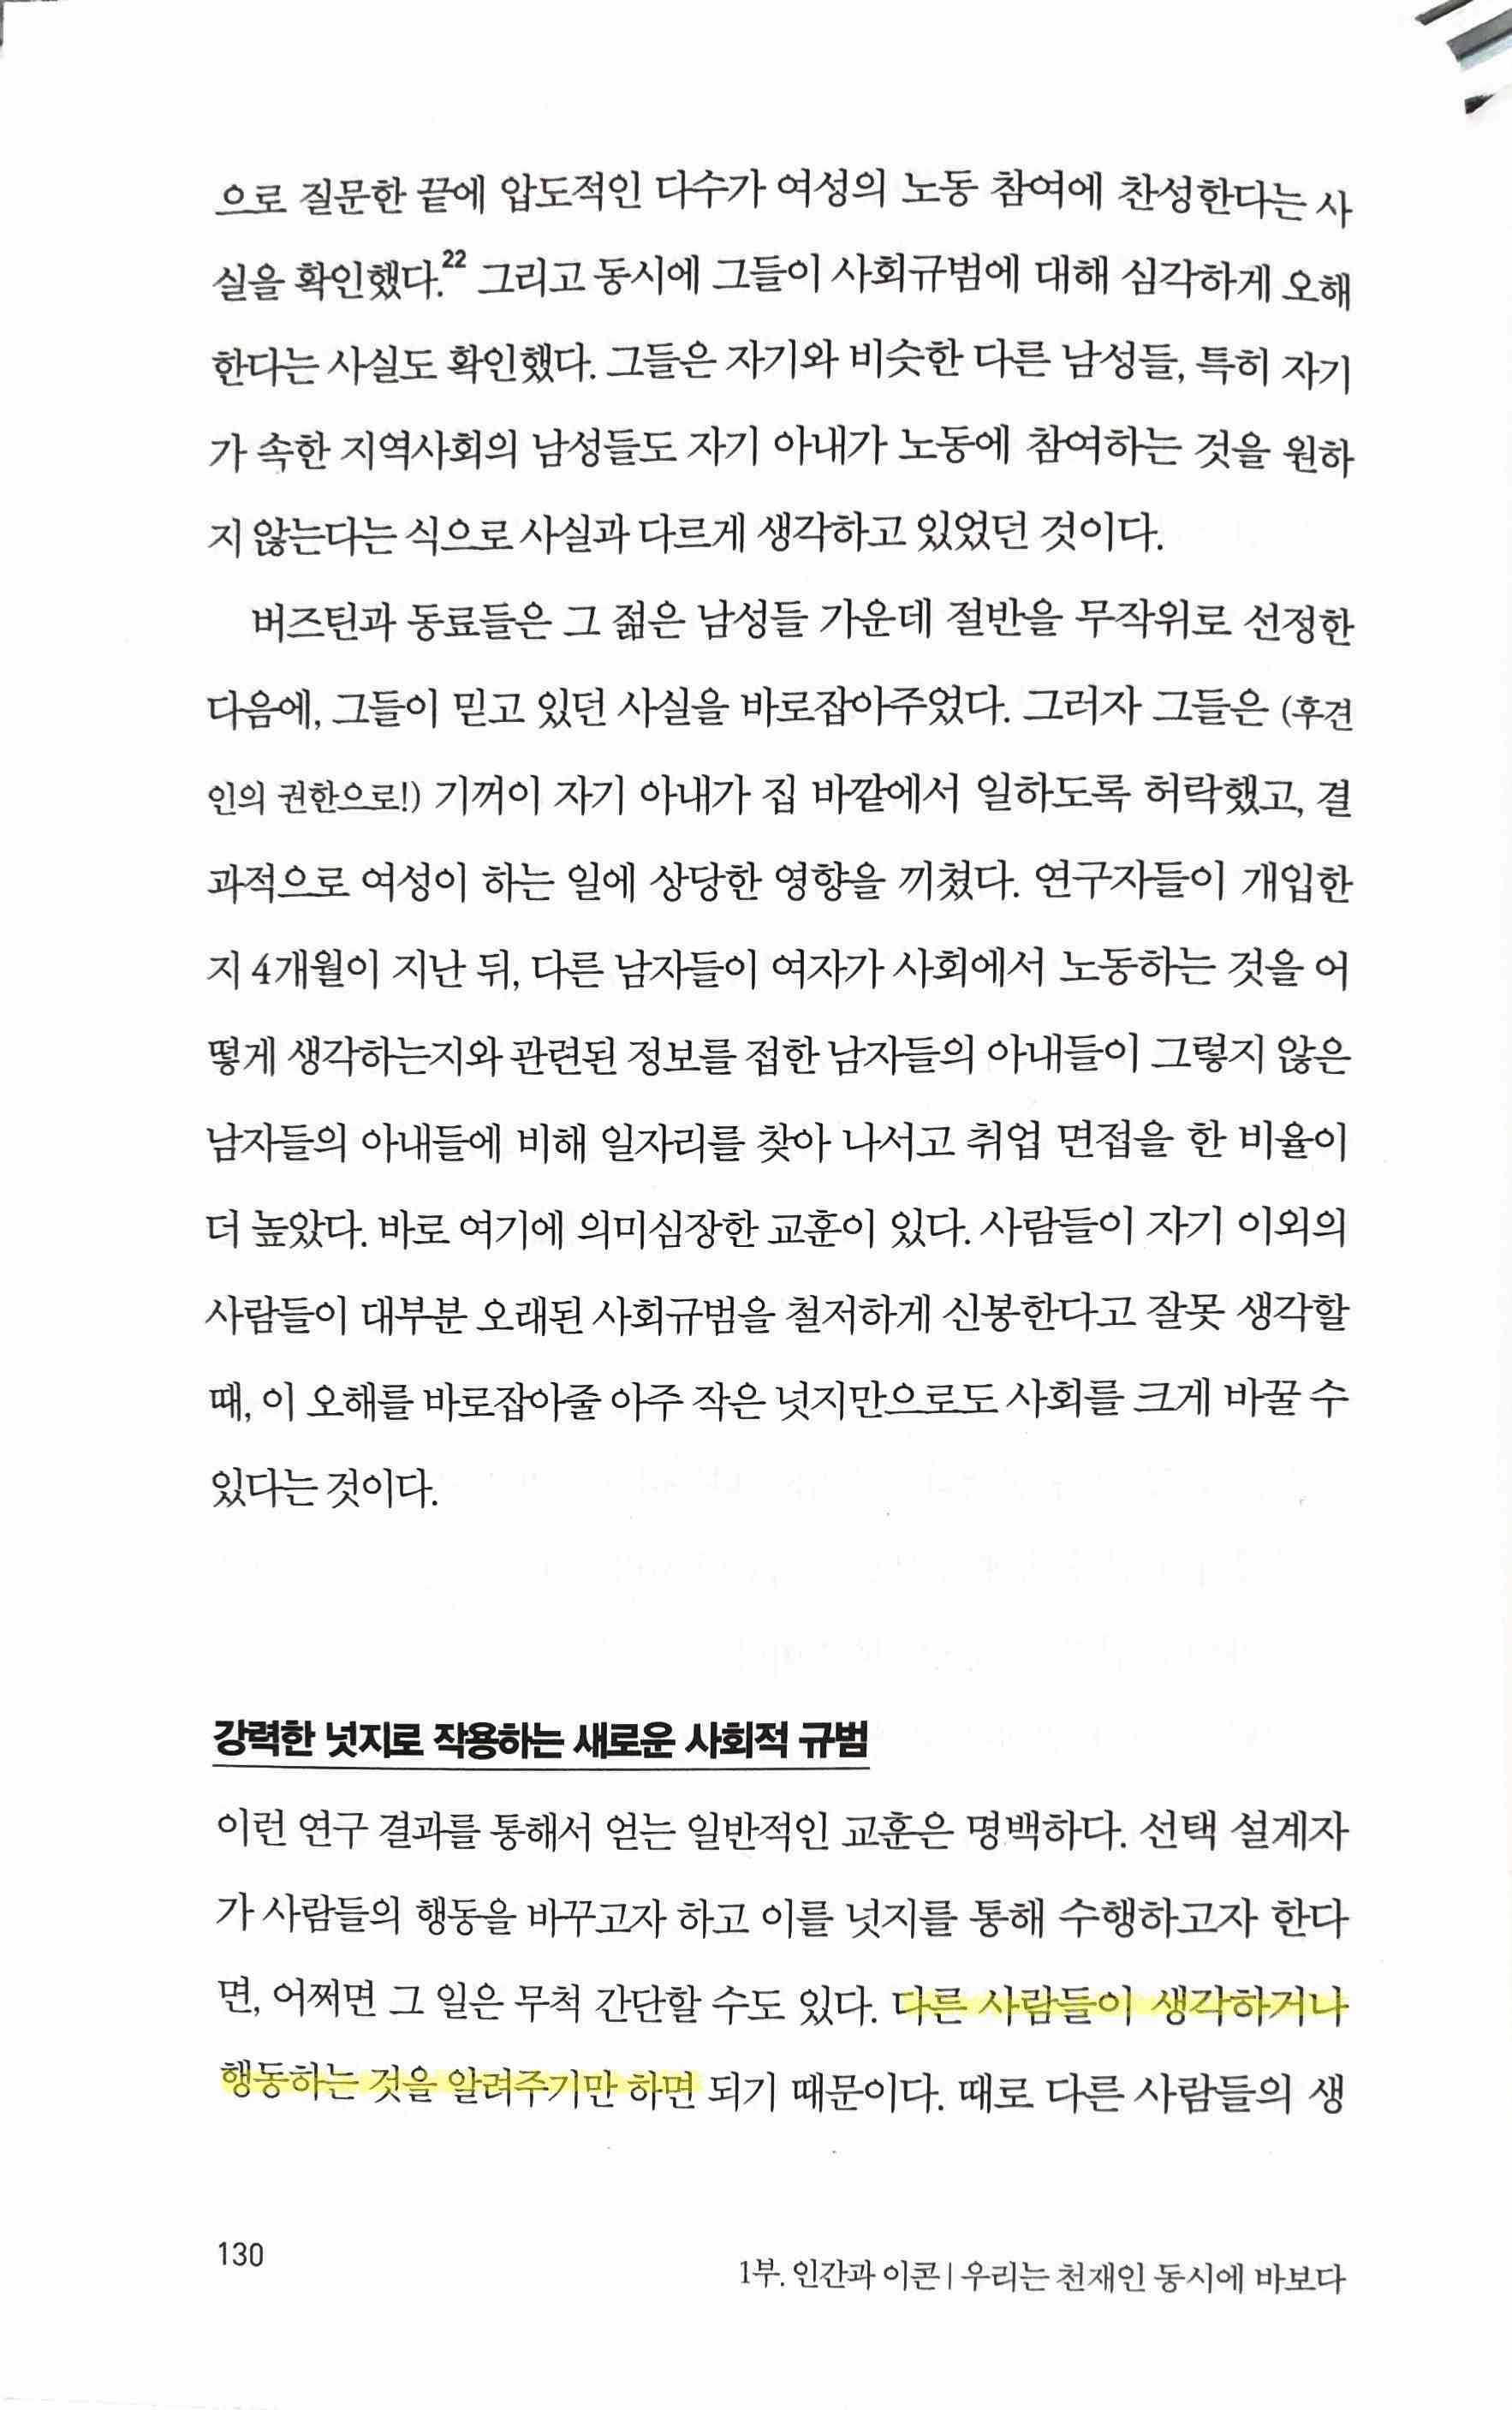 으로 질문한 끝에 압도적인 다수가 여성의 노동 참여에 찬성한다는 사
실을 확인했다.22 그리고 동시에 그들이 사회규범에 대해 심각하게 오해
한다는 사실도 확인했다. 그들은 자기와 비슷한 다른 남성들, 특히 자기
가 속한 지역사회의 남성들도 자기 아내가 노동에 참여하는 것을 원하
지 않는다는 식으로 사실과 다르게 생각하고 있었던 것이다.
버즈틴과 동료들은 그 젊은 남성들 가운데 절반을 무작위로 선정한
다음에, 그들이 믿고 있던 사실을 바로잡아주었다. 그러자 그들은 (후견
인의 권한으로!) 기꺼이 자기 아내가 집 바깥에서 일하도록 허락했고, 결
과적으로 여성이 하는 일에 상당한 영향을 끼쳤다. 연구자들이 개입한
지 4개월이 지난 뒤, 다른 남자들이 여자가 사회에서 노동하는 것을 어
떻게 생각하는지와 관련된 정보를 접한 남자들의 아내들이 그렇지 않은
남자들의 아내들에 비해 일자리를 찾아 나서고 취업 면접을 한 비율이
더 높았다. 바로 여기에 의미심장한 교훈이 있다. 사람들이 자기 이외의
사람들이 대부분 오래된 사회규범을 철저하게 신봉한다고 잘못 생각할
때, 이 오해를 바로잡아줄 아주 작은 넛지만으로도 사회를 크게 바꿀 수
있다는 것이다.
강력한 넛지로 작용하는 새로운 사회적 규범
이런 연구 결과를 통해서 얻는 일반적인 교훈은 명백하다. 선택 설계자
가 사람들의 행동을 바꾸고자 하고 이를 넛지를 통해 수행하고자 한다
면, 어쩌면 그 일은 무척 간단할 수도 있다. 다른 사람들이 생각하거나
행동하는 것을 알려주기만 하면 되기 때문이다. 때로 다른 사람들의 생
130
1부. 인간과 이콘 | 우리는 천재인 동시에 바보다